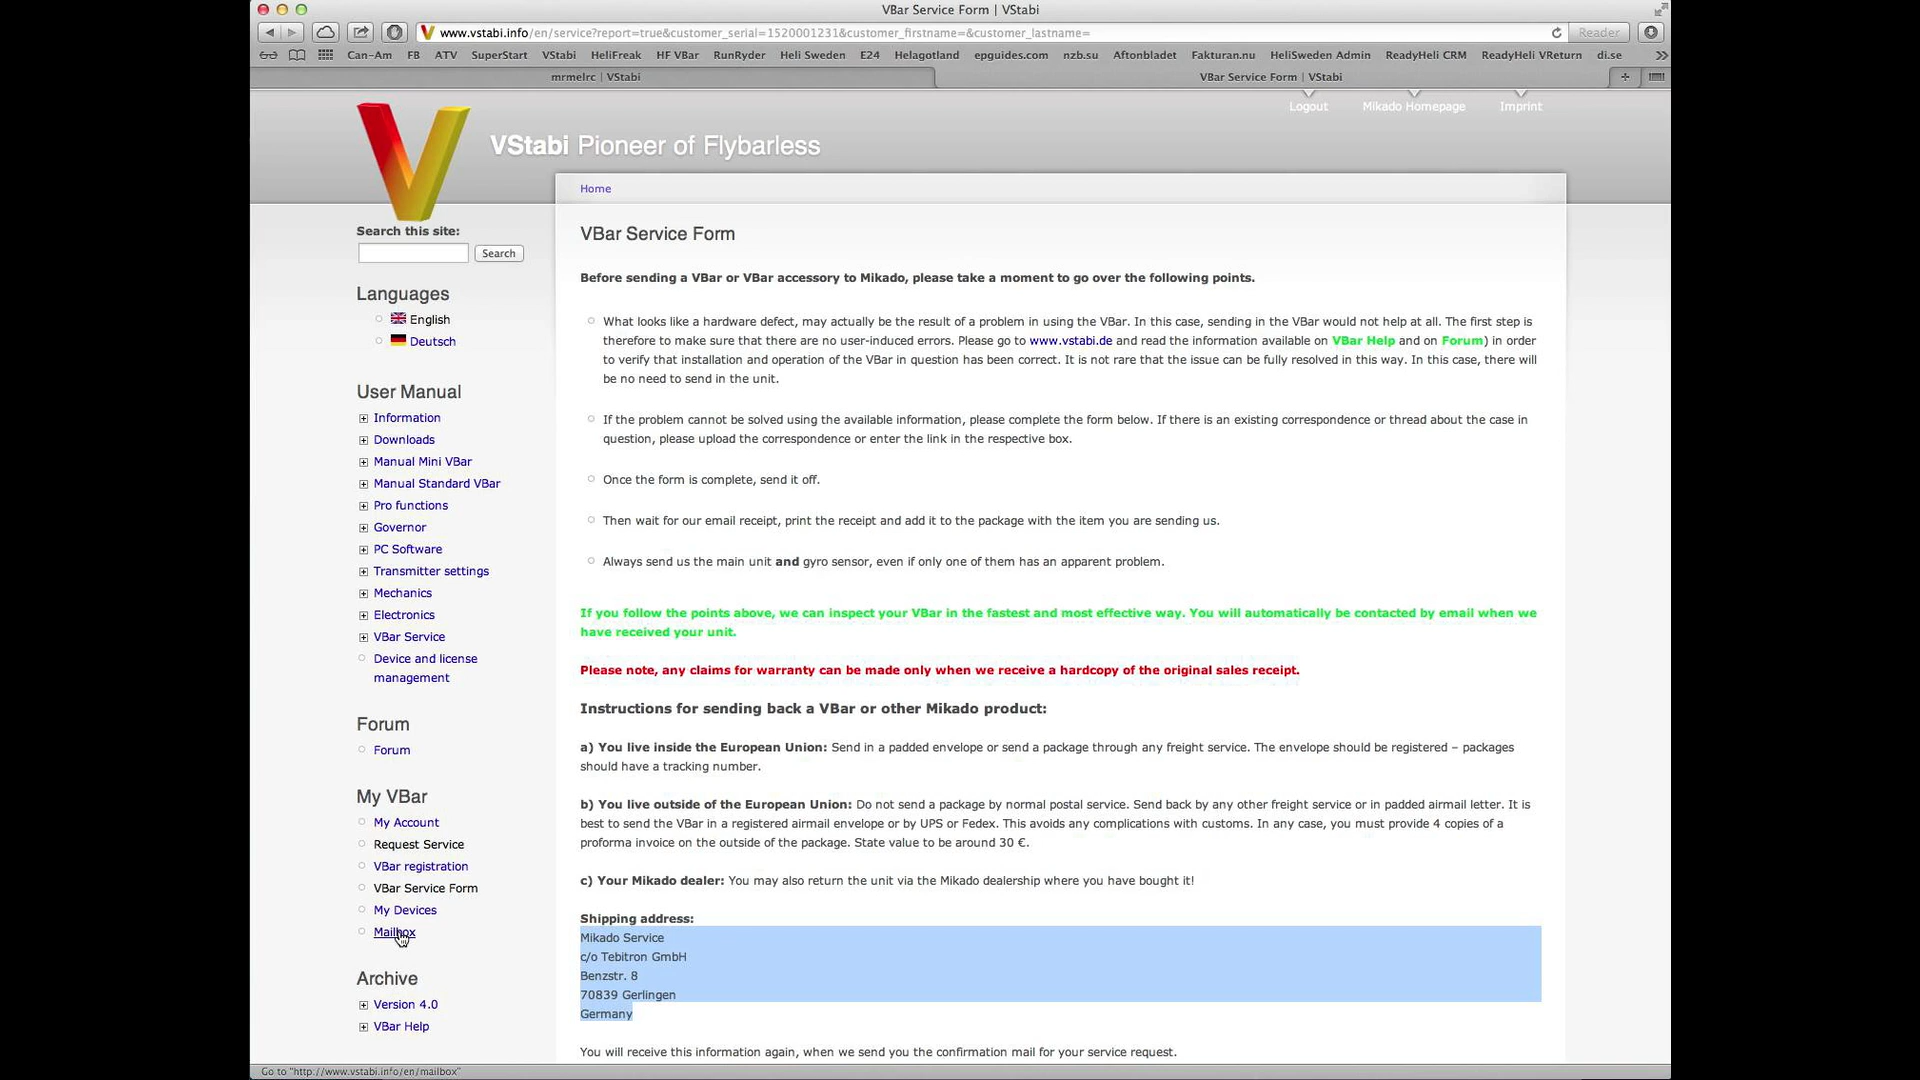 VBar Service Form | VStabi
www.vstabi.info/en/service?report=true&customer_serial=1520001231&customer_firstname=&customer_lastname=
Reader
Can-Am FB ATV SuperStart VStabi HeliFreak HF VBar RunRyder Heli Sweden E24 Helagotland epguides.com nzb.su Aftonbladet Fakturan.nu HeliSweden Admin ReadyHeli CRM ReadyHeli VReturn di.se
mrmelrc | VStabi
VBar Service Form | VStabi
Logout Mikado Homepage Imprint
VStabi Pioneer of Flybarless
Home
Search this site:
Search
Languages
English
Deutsch
User Manual
Information
Downloads
Manual Mini VBar
Manual Standard VBar
Pro functions
Governor
PC Software
Transmitter settings
Mechanics
Electronics
VBar Service
Device and license
management
Forum
Forum
My VBar
My Account
Request Service
VBar registration
VBar Service Form
My Devices
Mailbox
Archive
Version 4.0
VBar Help
VBar Service Form
Before sending a VBar or VBar accessory to Mikado, please take a moment to go over the following points.
What looks like a hardware defect, may actually be the result of a problem in using the VBar. In this case, sending in the VBar would not help at all. The first step is
therefore to make sure that there are no user-induced errors. Please go to www.vstabi.de and read the information available on VBar Help and on Forum) in order
to verify that installation and operation of the VBar in question has been correct. It is not rare that the issue can be fully resolved in this way. In this case, there will
be no need to send in the unit.
If the problem cannot be solved using the available information, please complete the form below. If there is an existing correspondence or thread about the case in
question, please upload the correspondence or enter the link in the respective box.
Once the form is complete, send it off.
Then wait for our email receipt, print the receipt and add it to the package with the item you are sending us.
Always send us the main unit and gyro sensor, even if only one of them has an apparent problem.
If you follow the points above, we can inspect your VBar in the fastest and most effective way. You will automatically be contacted by email when we
have received your unit.
Please note, any claims for warranty can be made only when we receive a hardcopy of the original sales receipt.
Instructions for sending back a VBar or other Mikado product:
a) You live inside the European Union: Send in a padded envelope or send a package through any freight service. The envelope should be registered – packages
should have a tracking number.
b) You live outside of the European Union: Do not send a package by normal postal service. Send back by any other freight service or in padded airmail letter. It is
best to send the VBar in a registered airmail envelope or by UPS or Fedex. This avoids any complications with customs. In any case, you must provide 4 copies of a
proforma invoice on the outside of the package. State value to be around 30 €.
c) Your Mikado dealer: You may also return the unit via the Mikado dealership where you have bought it!
Shipping address:
Mikado Service
c/o Tebitron GmbH
Benzstr. 8
70839 Gerlingen
Germany
You will receive this information again, when we send you the confirmation mail for your service request.
Go to "http://www.vstabi.info/en/mailbox"